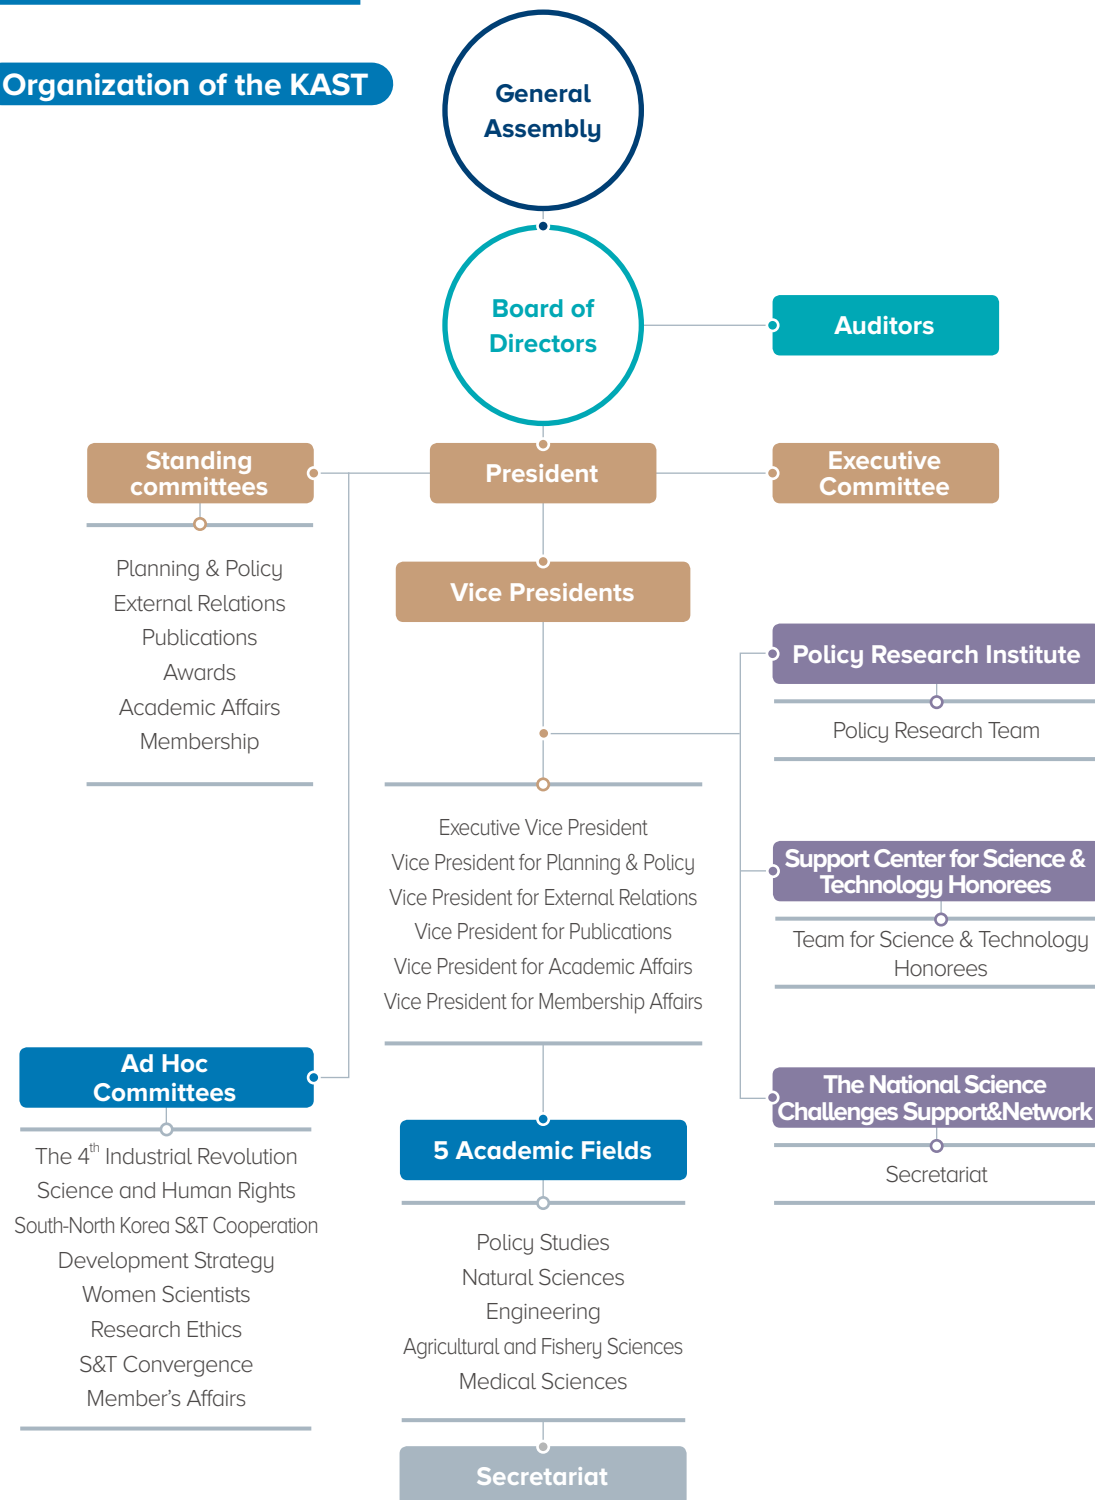 Organization of the KAST
General
Assembly
Board of
Directors
Auditors
Standing
committees
President
Executive
Committee
Planning & Policy
External Relations
Publications
Awards
Academic Affairs
Membership
Vice Presidents
Executive Vice President
Vice President for Planning & Policy
Vice President for External Relations
Vice President for Publications
Vice President for Academic Affairs
Vice President for Membership Affairs
Policy Research Institute
Policy Research Team
Support Center for Science &
Technology Honorees
Team for Science & Technology
Honorees
The National Science
Challenges Support&Network
Secretariat
Ad Hoc
Committees
The 4th Industrial Revolution
Science and Human Rights
South-North Korea S&T Cooperation
Development Strategy
Women Scientists
Research Ethics
S&T Convergence
Member’s Affairs
5 Academic Fields
Policy Studies
Natural Sciences
Engineering
Agricultural and Fishery Sciences
Medical Sciences
Secretariat